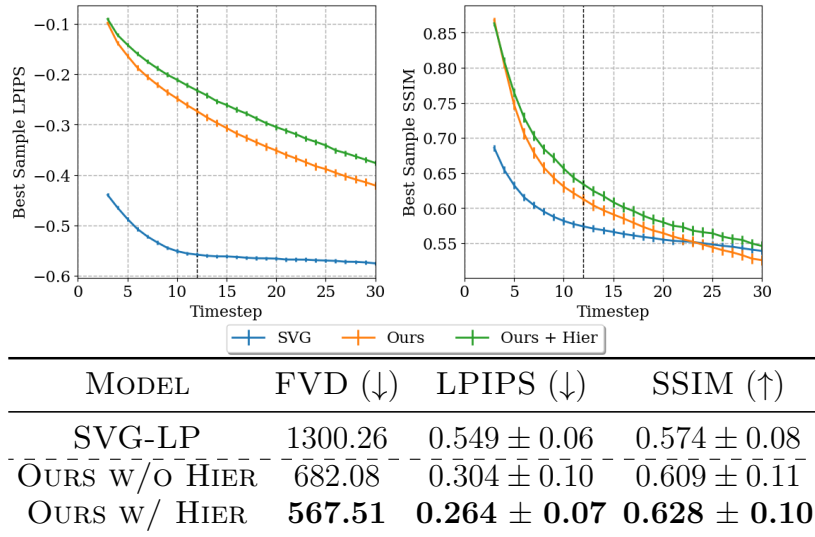 Best Sample LPIPS
−0.1
−0.2
−0.3
−0.4
−0.5
−0.6
0 5 10 15 20 25 30
Timestep
Best Sample SSIM
0.85
0.80
0.75
0.70
0.65
0.60
0.55
0 5 10 15 20 25 30
Timestep
SVG Ours Ours + Hier
MODEL FVD (↓) LPIPS (↓) SSIM (↑)
SVG-LP 1300.26 0.549 ± 0.06 0.574 ± 0.08
OURS W/O HIER 682.08 0.304 ± 0.10 0.609 ± 0.11
OURS W/ HIER 567.51 0.264 ± 0.07 0.628 ± 0.10